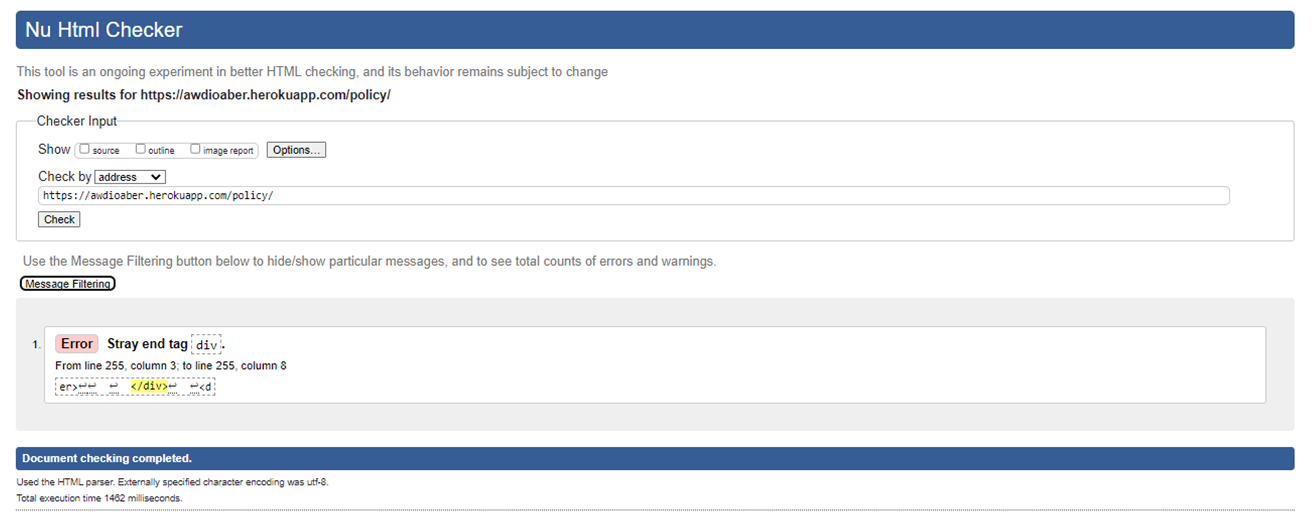 Nu Html Checker
This tool is an ongoing experiment in better HTML checking, and its behavior remains subject to change
Showing results for https://awdioaber.herokuapp.com/policy/
Checker Input
Show source outline image report Options...
Check by address
https://awdioaber.herokuapp.com/policy/
Check
Use the Message Filtering button below to hide/show particular messages, and to see total counts of errors and warnings.
Message Filtering
1. Error Stray end tag div.
From line 255, column 3; to line 255, column 8
er>↩↩ ↩ </div>↩ ↩<d
Document checking completed.
Used the HTML parser. Externally specified character encoding was utf-8.
Total execution time 1462 milliseconds.